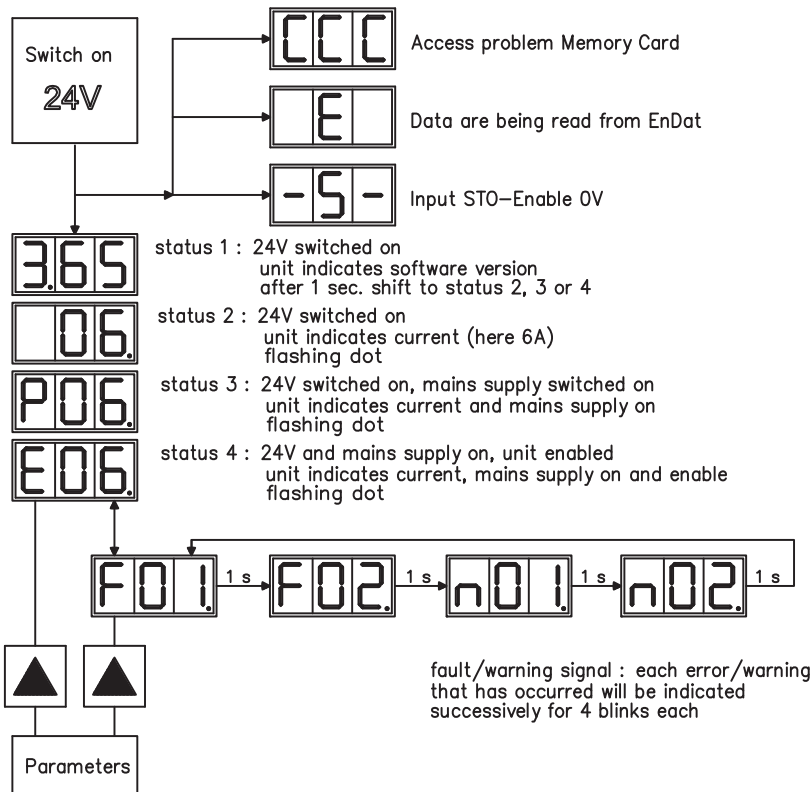 Switch on
24V
CCC
Access problem Memory Card
E
Data are being read from EnDat
-S-
Input STO-Enable 0V
3.65
status 1 : 24V switched on
unit indicates software version
after 1 sec. shift to status 2, 3 or 4
06.
status 2 : 24V switched on
unit indicates current (here 6A)
flashing dot
P06.
status 3 : 24V switched on, mains supply switched on
unit indicates current and mains supply on
flashing dot
E06.
status 4 : 24V and mains supply on, unit enabled
unit indicates current, mains supply on and enable
flashing dot
F01. 1 s F02. 1 s n01. 1 s n02. 1 s
fault/warning signal : each error/warning
that has occurred will be indicated
successively for 4 blinks each
Parameters